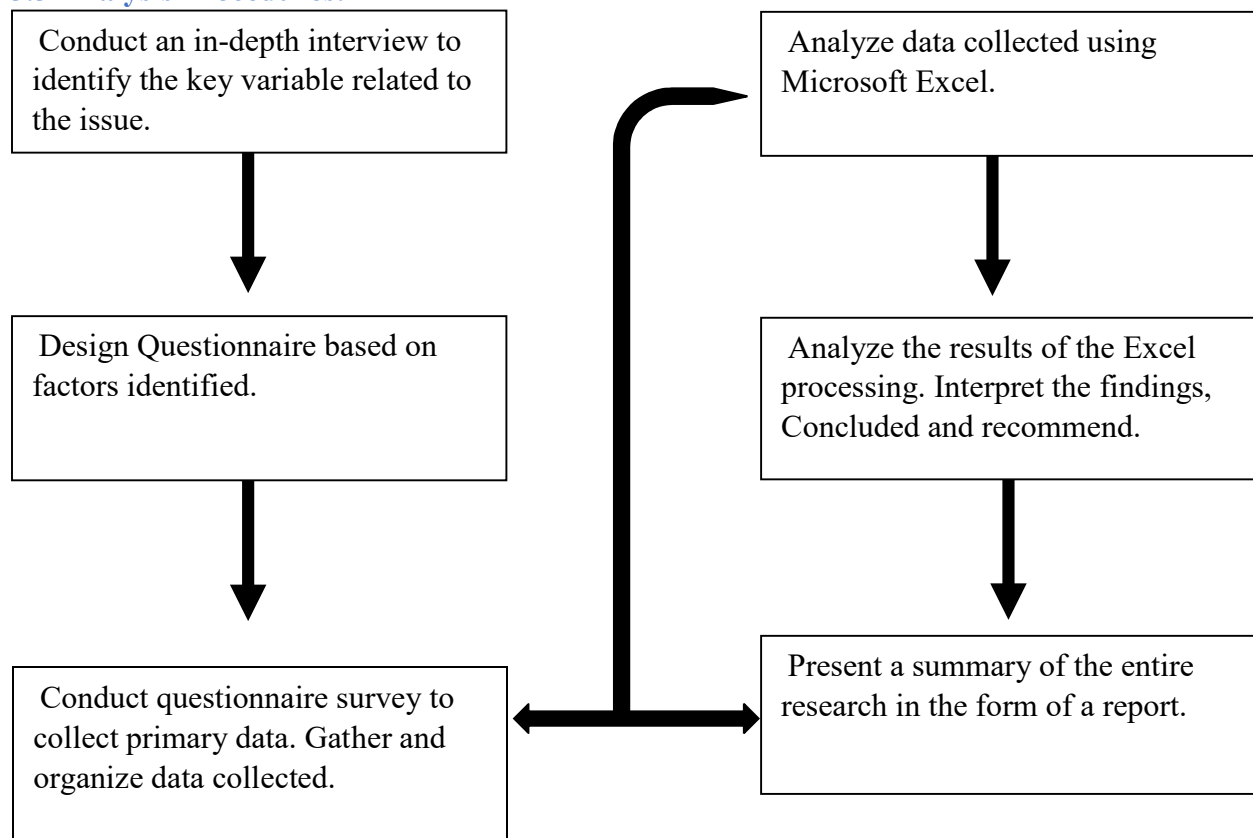 Conduct an in-depth interview to
identify the key variable related to
the issue.
Design Questionnaire based on
factors identified.
Conduct questionnaire survey to
collect primary data. Gather and
organize data collected.
Analyze data collected using
Microsoft Excel.
Analyze the results of the Excel
processing. Interpret the findings,
Concluded and recommend.
Present a summary of the entire
research in the form of a report.